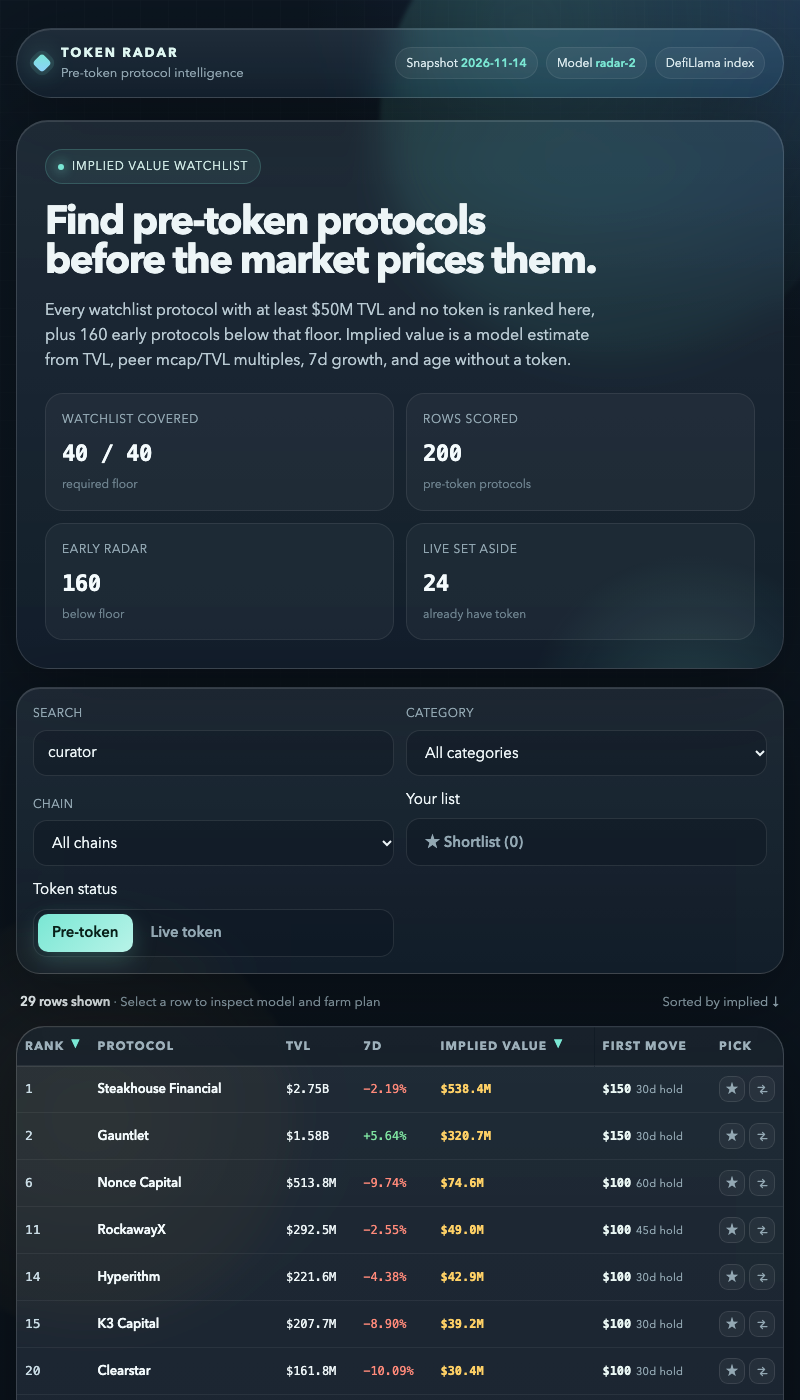 TOKEN RADAR
Pre-token protocol intelligence
Snapshot 2026-11-14
Model radar-2
DefiLlama index
IMPLIED VALUE WATCHLIST
Find pre-token protocols
before the market prices them.
Every watchlist protocol with at least $50M TVL and no token is ranked here,
plus 160 early protocols below that floor. Implied value is a model estimate
from TVL, peer mcap/TVL multiples, 7d growth, and age without a token.
WATCHLIST COVERED
40 / 40
required floor
ROWS SCORED
200
pre-token protocols
EARLY RADAR
160
below floor
LIVE SET ASIDE
24
already have token
SEARCH
curator
CATEGORY
All categories
CHAIN
All chains
Your list
★ Shortlist (0)
Token status
Pre-token
Live token
29 rows shown · Select a row to inspect model and farm plan
Sorted by implied ↓
RANK ▼ PROTOCOL TVL 7D IMPLIED VALUE ▼ FIRST MOVE PICK
1 Steakhouse Financial $2.75B −2.19% $538.4M $150 30d hold
2 Gauntlet $1.58B +5.64% $320.7M $150 30d hold
6 Nonce Capital $513.8M −9.74% $74.6M $100 60d hold
11 RockawayX $292.5M −2.55% $49.0M $100 45d hold
14 Hyperithm $221.6M −4.38% $42.9M $100 30d hold
15 K3 Capital $207.7M −8.90% $39.2M $100 30d hold
20 Clearstar $161.8M −10.09% $30.4M $100 30d hold